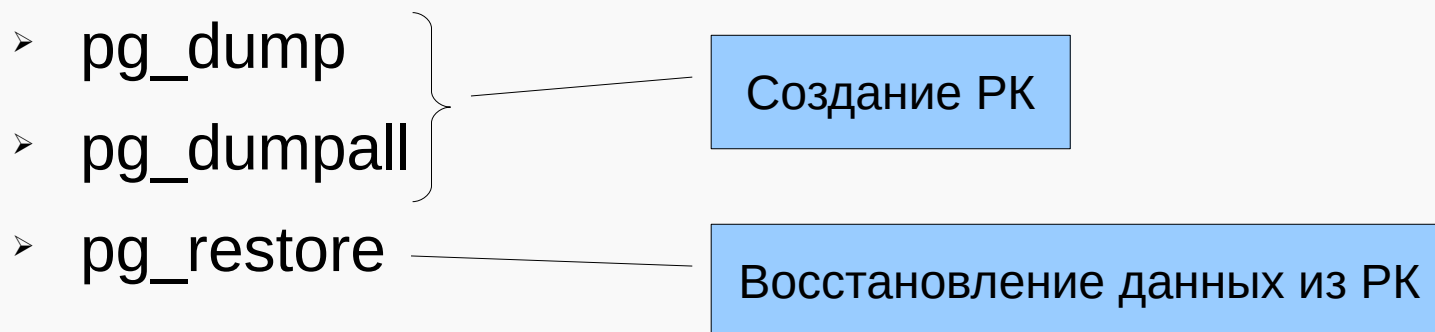 pg_dump
pg_dumpall
pg_restore
Создание РК
Восстановление данных из РК